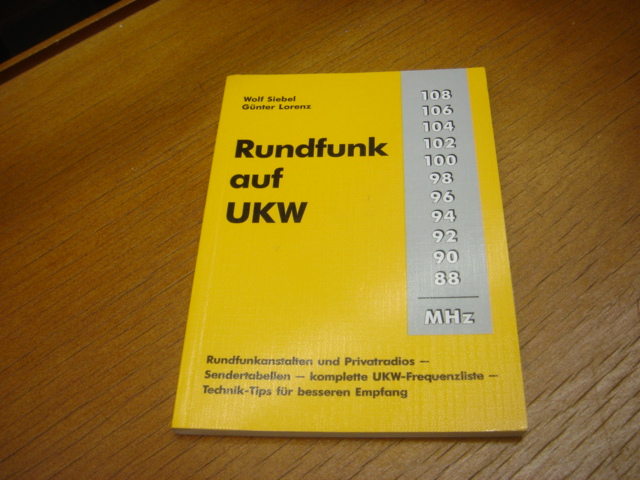 Wolf Siebel
Günter Lorenz
Rundfunk
auf
UKW
108
106
104
102
100
98
96
94
92
90
88
MHz
Rundfunkanstalten und Privatradios —
Sendertabellen — komplette UKW-Frequenzliste —
Technik-Tips für besseren Empfang